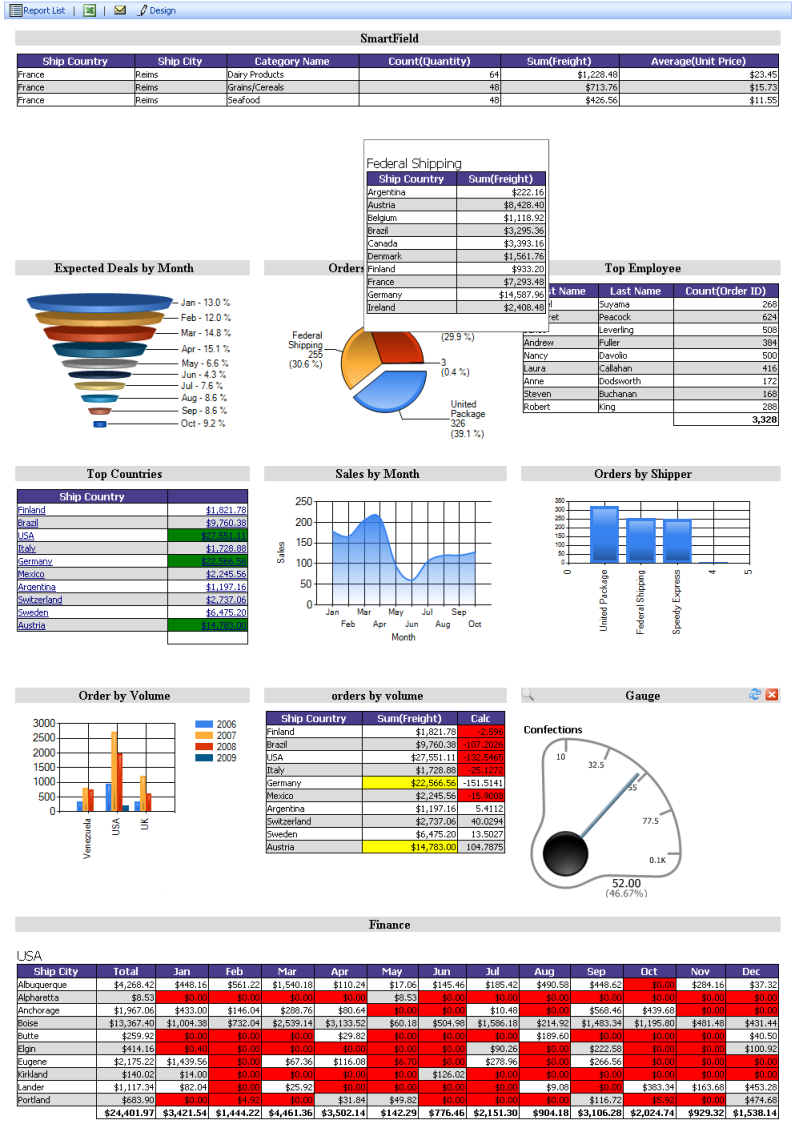 Report List | | Design
SmartField
Ship Country Ship City Category Name Count(Quantity) Sum(Freight) Average(Unit Price)
France Reims Dairy Products 64 $1,228.48 $23.45
France Reims Grains/Cereals 48 $713.76 $15.73
France Reims Seafood 48 $426.56 $11.55
Federal Shipping
Ship Country Sum(Freight)
Argentina $222.16
Austria $8,428.40
Belgium $1,118.92
Brazil $3,295.36
Canada $3,393.16
Denmark $1,561.76
Finland $933.20
France $7,293.48
Germany $14,587.96
Ireland $2,408.48
Expected Deals by Month
Jan - 13.0 %
Feb - 12.0 %
Mar - 14.8 %
Apr - 15.1 %
May - 6.6 %
Jun - 4.3 %
Jul - 7.6 %
Aug - 8.6 %
Sep - 8.6 %
Oct - 9.2 %
Orders
Federal
Shipping
255
(30.6 %)
(29.9 %)
3
(0.4 %)
United
Package
326
(39.1 %)
Top Employee
st Name Last Name Count(Order ID)
el Suyama 268
ret Peacock 624
Leverling 508
Andrew Fuller 384
Nancy Davolio 500
Laura Callahan 416
Anne Dodsworth 172
Steven Buchanan 168
Robert King 288
3,328
Top Countries
Ship Country
Finland $1,821.78
Brazil $9,760.38
USA $27,551.11
Italy $1,728.88
Germany $22,566.56
Mexico $2,245.56
Argentina $1,197.16
Switzerland $2,737.06
Sweden $6,475.20
Austria $14,783.00
Sales by Month
250
200
150
100
50
0
Sales
Jan Mar May Jul Sep
Feb Apr Jun Aug Oct
Month
Orders by Shipper
350
300
250
200
150
100
50
0
0 United Package Federal Shipping Speedy Express 4 5
Order by Volume
3000
2500
2000
1500
1000
500
0
Venezuela USA UK
2006
2007
2008
2009
orders by volume
Ship Country Sum(Freight) Calc
Finland $1,821.78 -2.596
Brazil $9,760.38 -107.2026
USA $27,551.11 -132.5465
Italy $1,728.88 -25.1272
Germany $22,566.56 -151.5141
Mexico $2,245.56 -15.9008
Argentina $1,197.16 5.4112
Switzerland $2,737.06 40.0294
Sweden $6,475.20 13.5027
Austria $14,783.00 104.7875
Gauge
Confections
10
32.5
55
77.5
0.1K
52.00
(46.67%)
Finance
USA
Ship City Total Jan Feb Mar Apr May Jun Jul Aug Sep Oct Nov Dec
Albuquerque $4,268.42 $448.16 $561.22 $1,540.18 $110.24 $17.06 $145.46 $185.42 $490.58 $448.62 $0.00 $284.16 $37.32
Alpharetta $8.53 $0.00 $0.00 $0.00 $0.00 $8.53 $0.00 $0.00 $0.00 $0.00 $0.00 $0.00 $0.00
Anchorage $1,967.06 $433.00 $146.04 $288.76 $80.64 $0.00 $0.00 $10.48 $0.00 $568.46 $439.68 $0.00 $0.00
Boise $13,367.40 $1,004.38 $732.04 $2,539.14 $3,133.52 $60.18 $504.98 $1,586.18 $214.92 $1,483.34 $1,195.80 $481.48 $431.44
Butte $259.92 $0.00 $0.00 $0.00 $29.82 $0.00 $0.00 $0.00 $189.60 $0.00 $0.00 $0.00 $40.50
Elgin $414.16 $0.40 $0.00 $0.00 $0.00 $0.00 $0.00 $90.26 $0.00 $222.58 $0.00 $0.00 $100.92
Eugene $2,175.22 $1,439.56 $0.00 $67.36 $116.08 $6.70 $0.00 $278.96 $0.00 $266.56 $0.00 $0.00 $0.00
Kirkland $140.02 $14.00 $0.00 $0.00 $0.00 $0.00 $126.02 $0.00 $0.00 $0.00 $0.00 $0.00 $0.00
Lander $1,117.34 $82.04 $0.00 $25.92 $0.00 $0.00 $0.00 $0.00 $9.08 $0.00 $383.34 $163.68 $453.28
Portland $683.90 $0.00 $4.92 $0.00 $31.84 $49.82 $0.00 $0.00 $0.00 $116.72 $5.92 $0.00 $474.68
$24,401.97 $3,421.54 $1,444.22 $4,461.36 $3,502.14 $142.29 $776.46 $2,151.30 $904.18 $3,106.28 $2,024.74 $929.32 $1,538.14